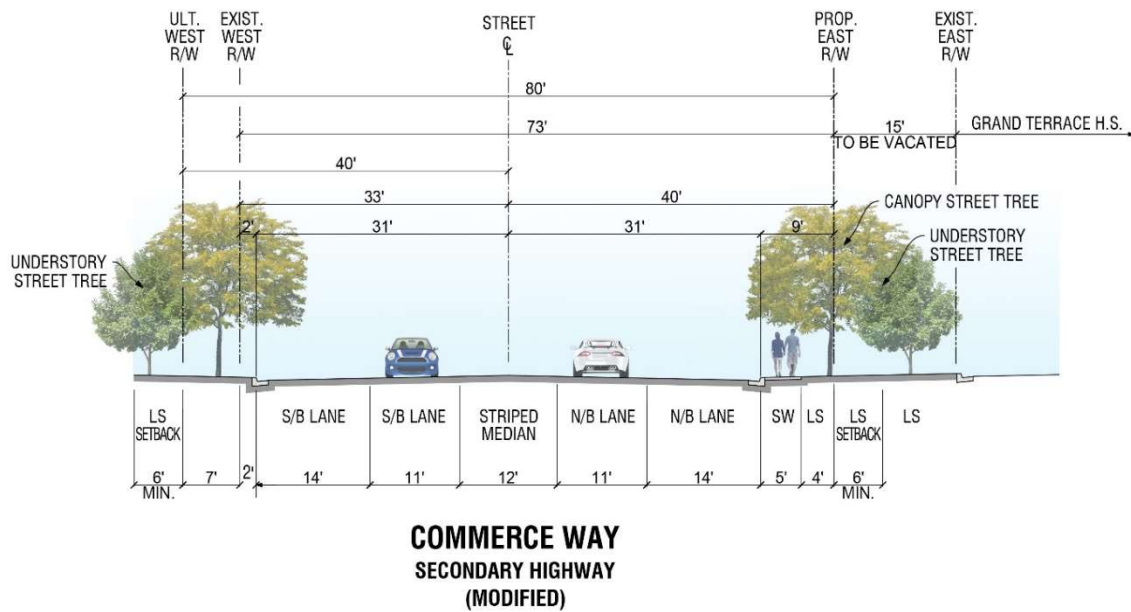 ULT.
WEST
R/W
EXIST.
WEST
R/W
STREET
℄
PROP.
EAST
R/W
EXIST.
EAST
R/W
80'
73'
15'
GRAND TERRACE H.S.
TO BE VACATED
40'
33'
40'
CANOPY STREET TREE
2'
31'
31'
9'
UNDERSTORY
STREET TREE
UNDERSTORY
STREET TREE
LS
SETBACK
S/B LANE
S/B LANE
STRIPED
MEDIAN
N/B LANE
N/B LANE
SW
LS
LS
SETBACK
LS
6'
MIN.
7'
2'
14'
11'
12'
11'
14'
5'
4'
6'
MIN.
COMMERCE WAY
SECONDARY HIGHWAY
(MODIFIED)